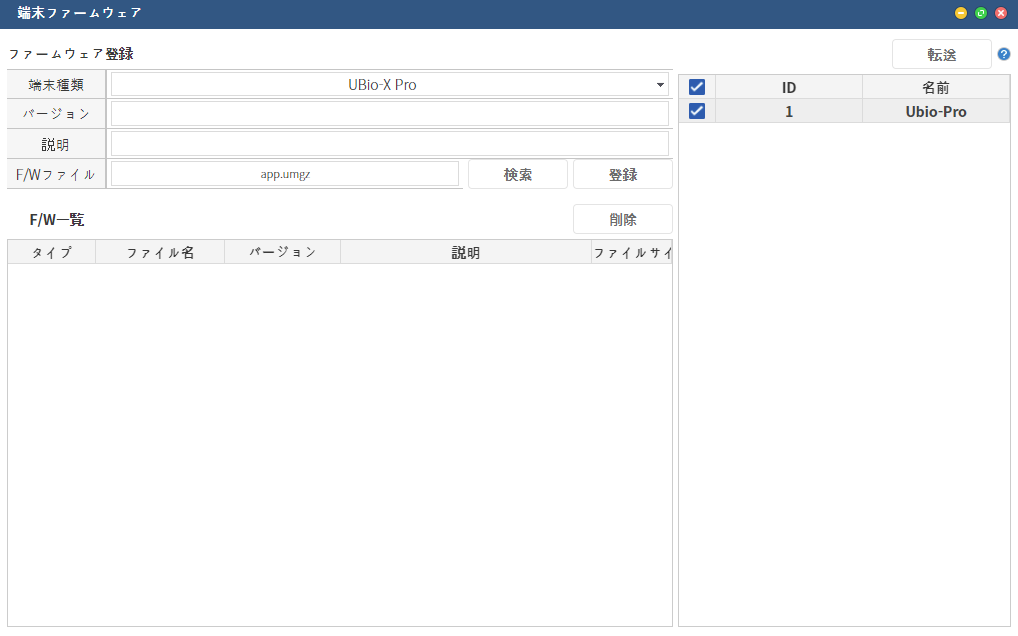 端末ファームウェア
ファームウェア登録
転送
?
端末種類 UBio-X Pro
バージョン
説明
F/Wファイル app.umgz 検索 登録
ID 名前
1 Ubio-Pro
F/W一覧 削除
タイプ ファイル名 バージョン 説明 ファイルサイ